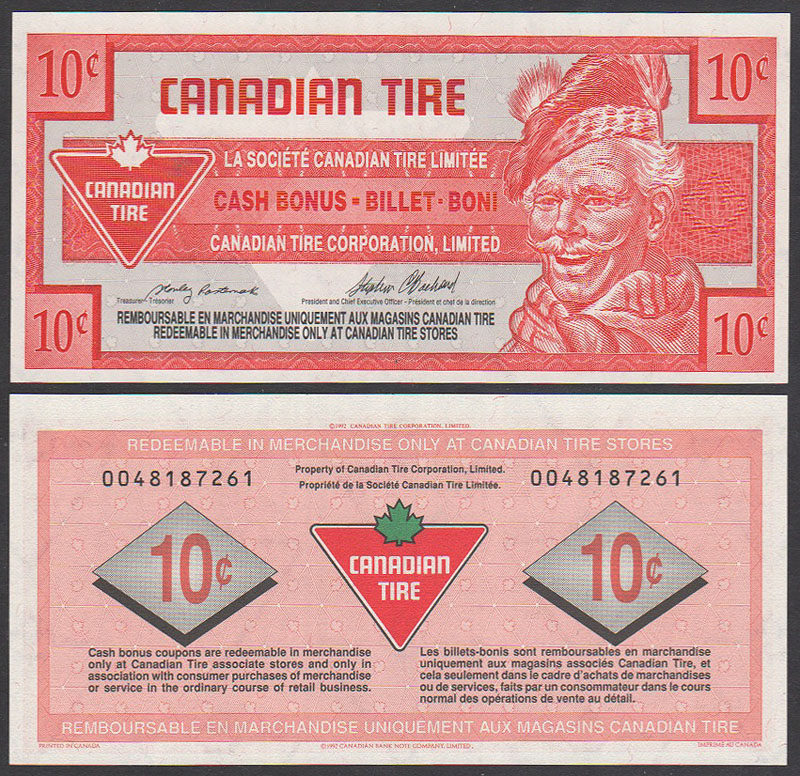 10¢
10¢
CANADIAN TIRE
LA SOCIÉTÉ CANADIAN TIRE LIMITÉE
CANADIAN
TIRE
CASH BONUS - BILLET - BONI
CANADIAN TIRE CORPORATION, LIMITED
Treasurer - Trésorier
President and Chief Executive Officer - Président et chef de la direction
10¢
10¢
REMBOURSABLE EN MARCHANDISE UNIQUEMENT AUX MAGASINS CANADIAN TIRE
REDEEMABLE IN MERCHANDISE ONLY AT CANADIAN TIRE STORES
©1992 CANADIAN TIRE CORPORATION, LIMITED.
REDEEMABLE IN MERCHANDISE ONLY AT CANADIAN TIRE STORES
0048187261
Property of Canadian Tire Corporation, Limited.
Propriété de la Société Canadian Tire Limitée.
0048187261
10¢
CANADIAN
TIRE
10¢
Cash bonus coupons are redeemable in merchandise
only at Canadian Tire associate stores and only in
association with consumer purchases of merchandise
or service in the ordinary course of retail business.
Les billets-bonis sont remboursables en marchandise
uniquement aux magasins associés Canadian Tire, et
cela seulement dans le cadre d'achats de marchandises
ou de services, faits par un consommateur dans le cours
normal des opérations de vente au détail.
REMBOURSABLE EN MARCHANDISE UNIQUEMENT AUX MAGASINS CANADIAN TIRE
PRINTED IN CANADA
©1992 CANADIAN BANK NOTE COMPANY, LIMITED.
IMPRIMÉ AU CANADA